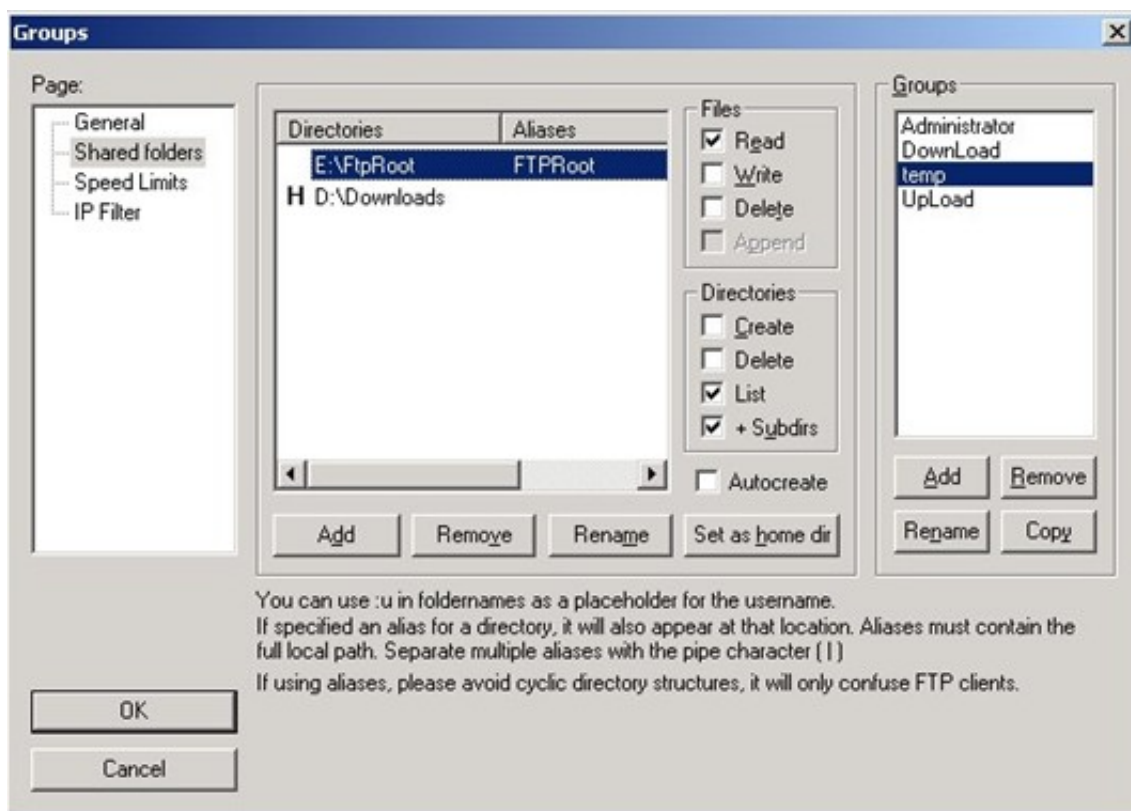 Groups
Page:
General
Shared folders
Speed Limits
IP Filter
Directories Aliases
E:\FtpRoot FTPRoot
H D:\Downloads
Files
Read
Write
Delete
Append
Directories
Create
Delete
List
+ Subdirs
Autocreate
Add Remove Rename Set as home dir
Groups
Administrator
DownLoad
temp
UpLoad
Add Remove
Rename Copy
You can use :u in foldernames as a placeholder for the username.
If specified an alias for a directory, it will also appear at that location. Aliases must contain the
full local path. Separate multiple aliases with the pipe character ( | )
If using aliases, please avoid cyclic directory structures, it will only confuse FTP clients.
OK
Cancel